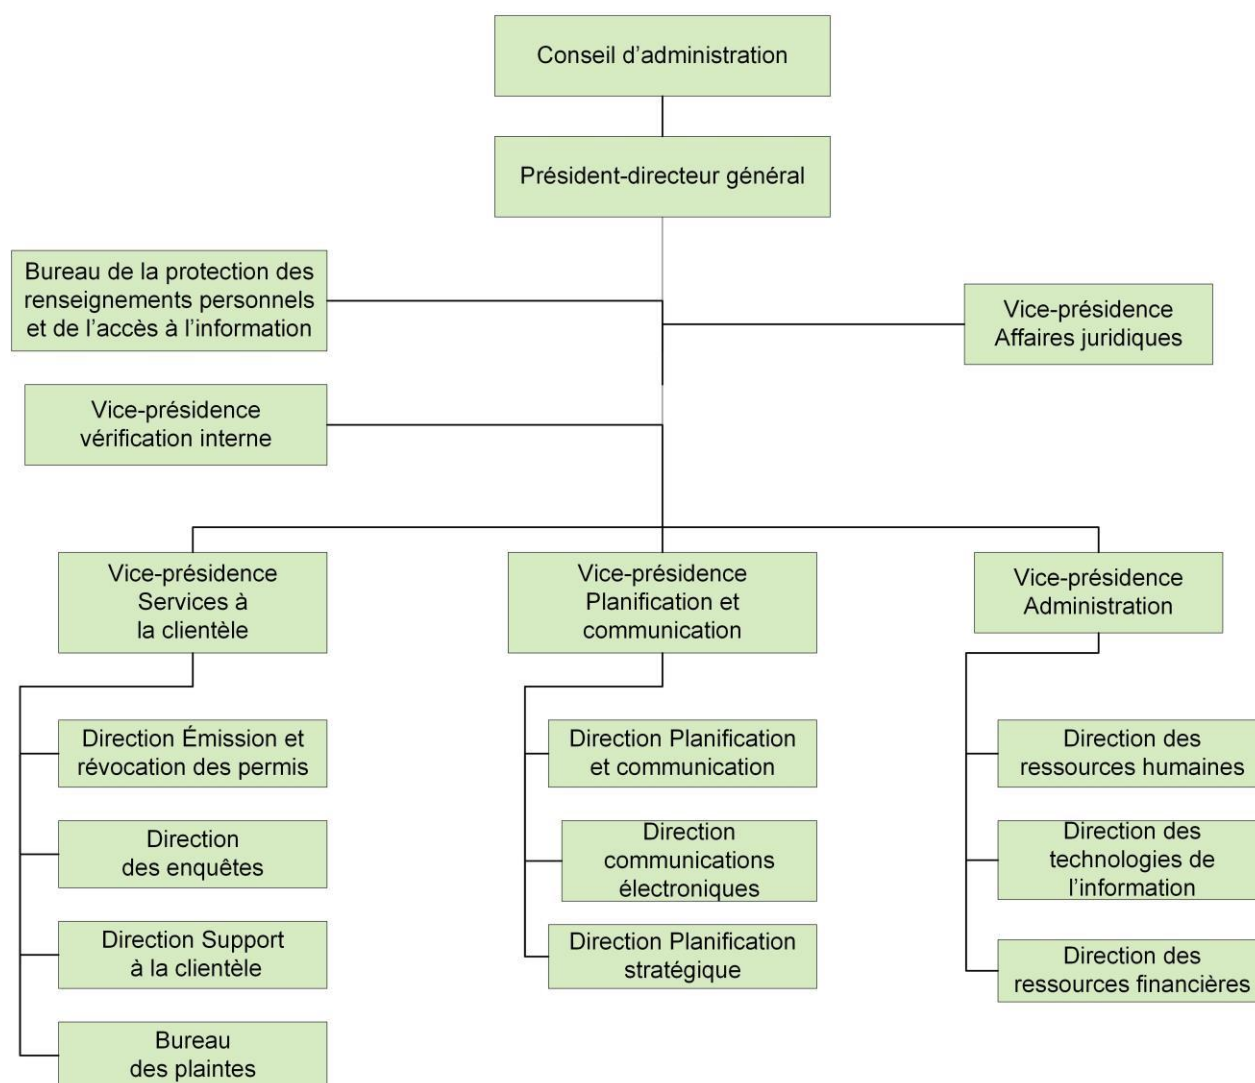 Conseil d'administration
Président-directeur général
Bureau de la protection des
renseignements personnels
et de l'accès à l'information
Vice-présidence
Affaires juridiques
Vice-présidence
vérification interne
Vice-présidence
Services à
la clientèle
Vice-présidence
Planification et
communication
Vice-présidence
Administration
Direction Émission et
révocation des permis
Direction
des enquêtes
Direction Support
à la clientèle
Bureau
des plaintes
Direction Planification
et communication
Direction
communications
électroniques
Direction Planification
stratégique
Direction des
ressources humaines
Direction des
technologies de
l'information
Direction des
ressources financières